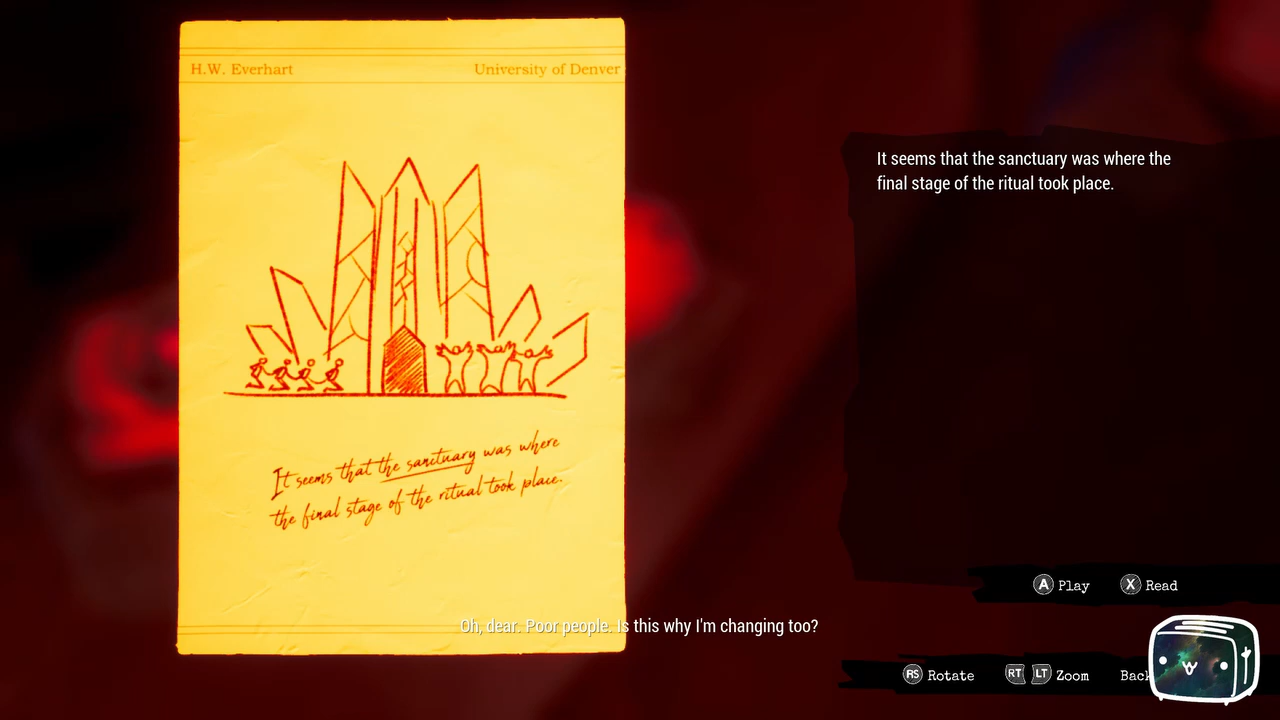 H.W. Everhart
University of Denver
It seems that the sanctuary was where
the final stage of the ritual took place.
It seems that the sanctuary was where the
final stage of the ritual took place.
A Play
X Read
Oh, dear. Poor people. Is this why I'm changing too?
RS Rotate
RT LT Zoom
Back